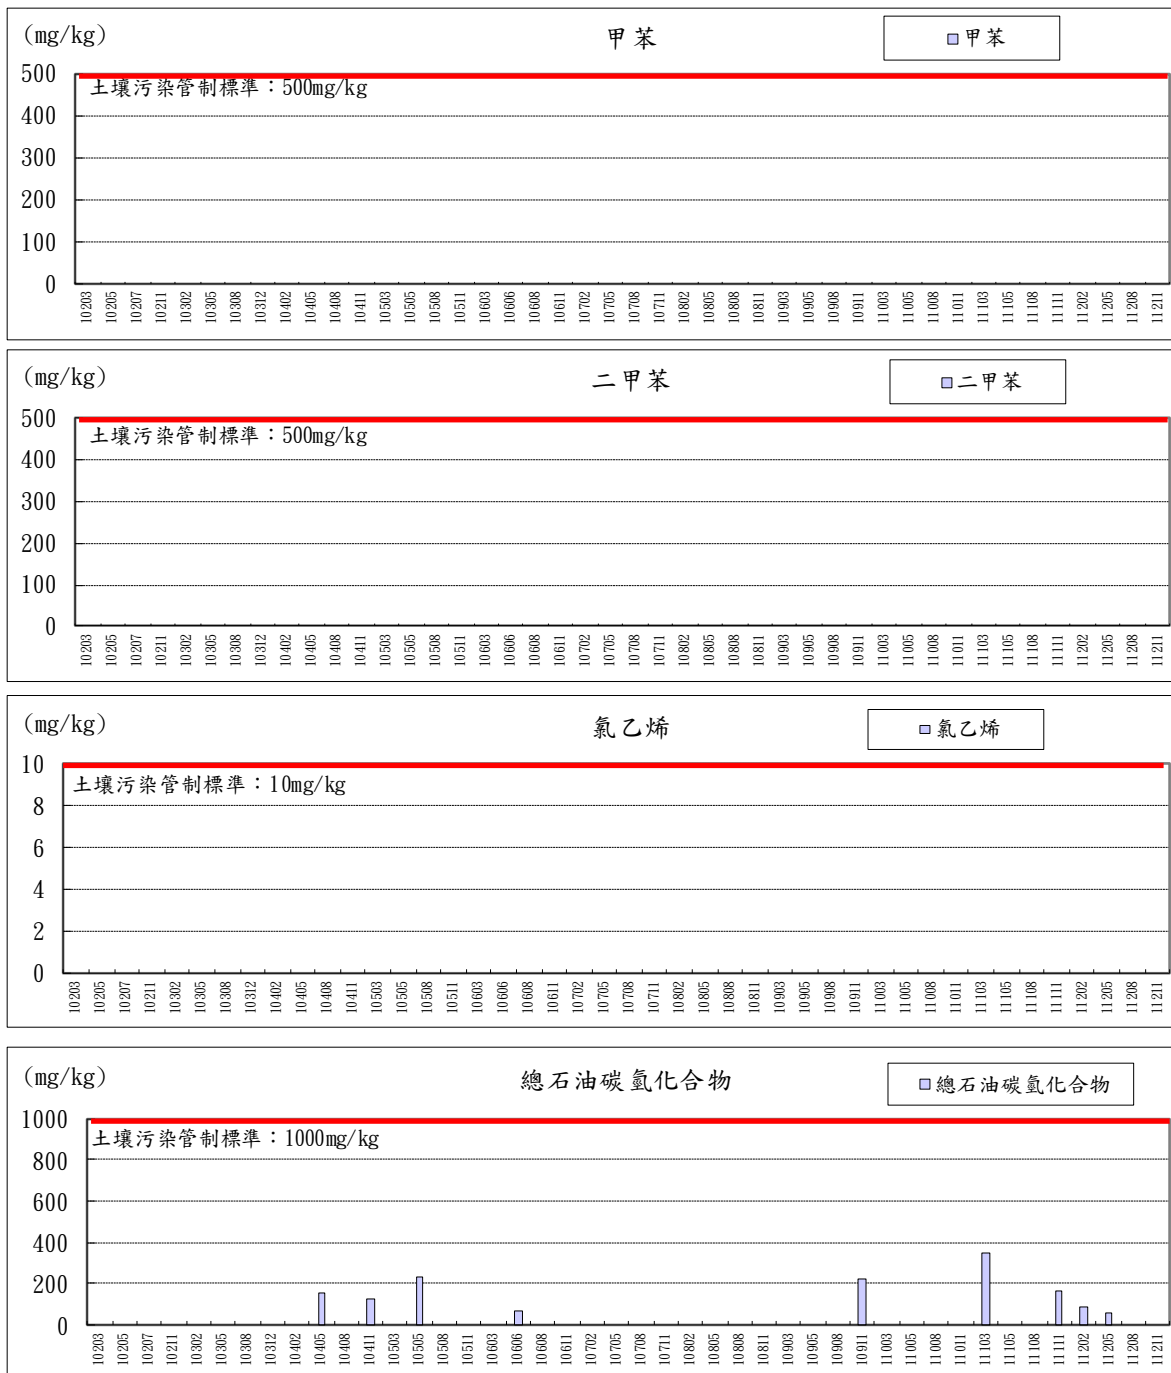 (mg/kg)
甲苯
甲苯
500
土壤污染管制標準：500mg/kg
400
300
200
100
0
10203 10205 10207 10211 10302 10305 10308 10312 10402 10405 10408 10411 10503 10505 10508 10511 10603 10606 10608 10611 10702 10705 10708 10711 10802 10805 10808 10811 10903 10905 10908 10911 11003 11005 11008 11011 11103 11105 11108 11111 11202 11205 11208 11211
(mg/kg)
二甲苯
二甲苯
500
土壤污染管制標準：500mg/kg
400
300
200
100
0
10203 10205 10207 10211 10302 10305 10308 10312 10402 10405 10408 10411 10503 10505 10508 10511 10603 10606 10608 10611 10702 10705 10708 10711 10802 10805 10808 10811 10903 10905 10908 10911 11003 11005 11008 11011 11103 11105 11108 11111 11202 11205 11208 11211
(mg/kg)
氯乙烯
氯乙烯
10
土壤污染管制標準：10mg/kg
8
6
4
2
0
10203 10205 10207 10211 10302 10305 10308 10312 10402 10405 10408 10411 10503 10505 10508 10511 10603 10606 10608 10611 10702 10705 10708 10711 10802 10805 10808 10811 10903 10905 10908 10911 11003 11005 11008 11011 11103 11105 11108 11111 11202 11205 11208 11211
(mg/kg)
總石油碳氫化合物
總石油碳氫化合物
1000
土壤污染管制標準：1000mg/kg
800
600
400
200
0
10203 10205 10207 10211 10302 10305 10308 10312 10402 10405 10408 10411 10503 10505 10508 10511 10603 10606 10608 10611 10702 10705 10708 10711 10802 10805 10808 10811 10903 10905 10908 10911 11003 11005 11008 11011 11103 11105 11108 11111 11202 11205 11208 11211